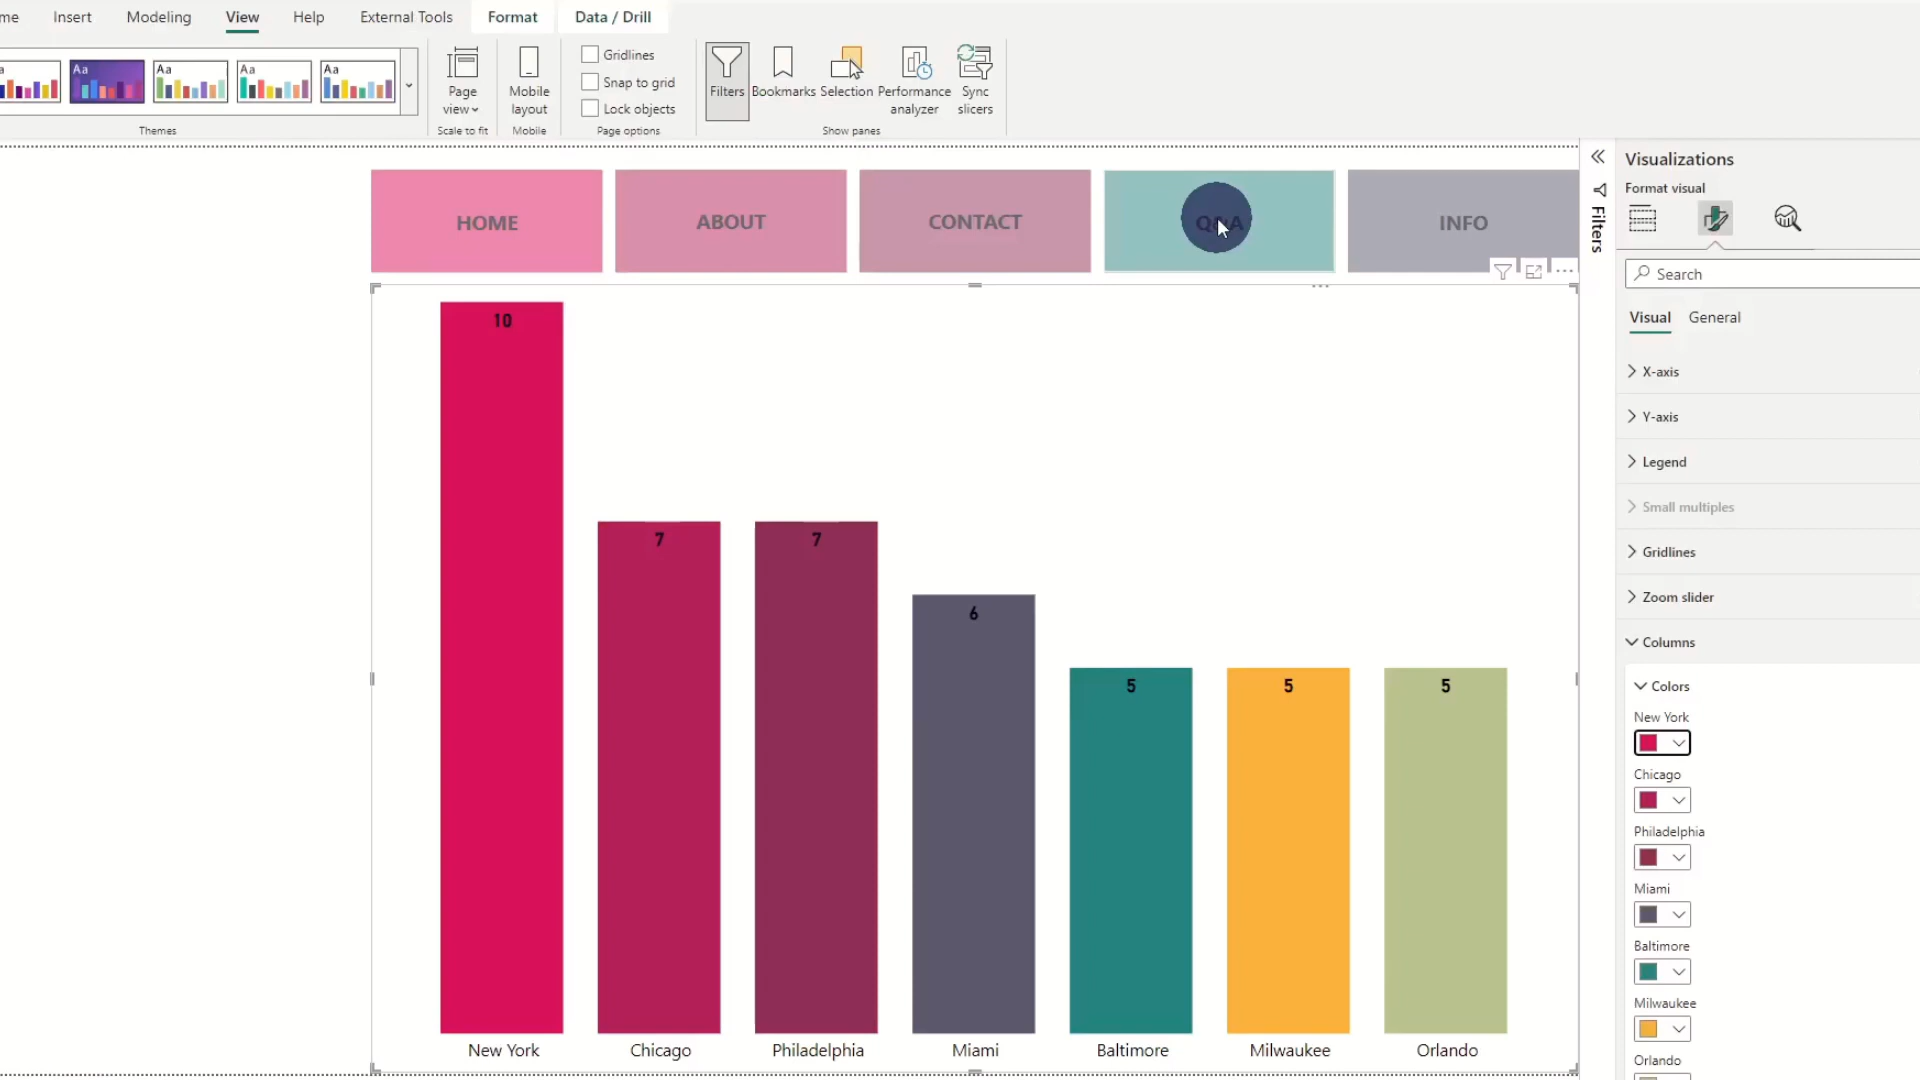 me Insert Modeling View Help External Tools Format Data / Drill
a Aa Aa Aa Aa
Page view
Mobile layout
Gridlines
Snap to grid
Lock objects
Filters Bookmarks Selection Performance analyzer Sync slicers
Themes Scale to fit Mobile Page options Show panes
HOME ABOUT CONTACT Q&A INFO
Filters
Visualizations
Format visual
Search
Visual General
X-axis
Y-axis
Legend
Small multiples
Gridlines
Zoom slider
Columns
Colors
New York
Chicago
Philadelphia
Miami
Baltimore
Milwaukee
Orlando
10
7 7
6
5 5 5
New York Chicago Philadelphia Miami Baltimore Milwaukee Orlando